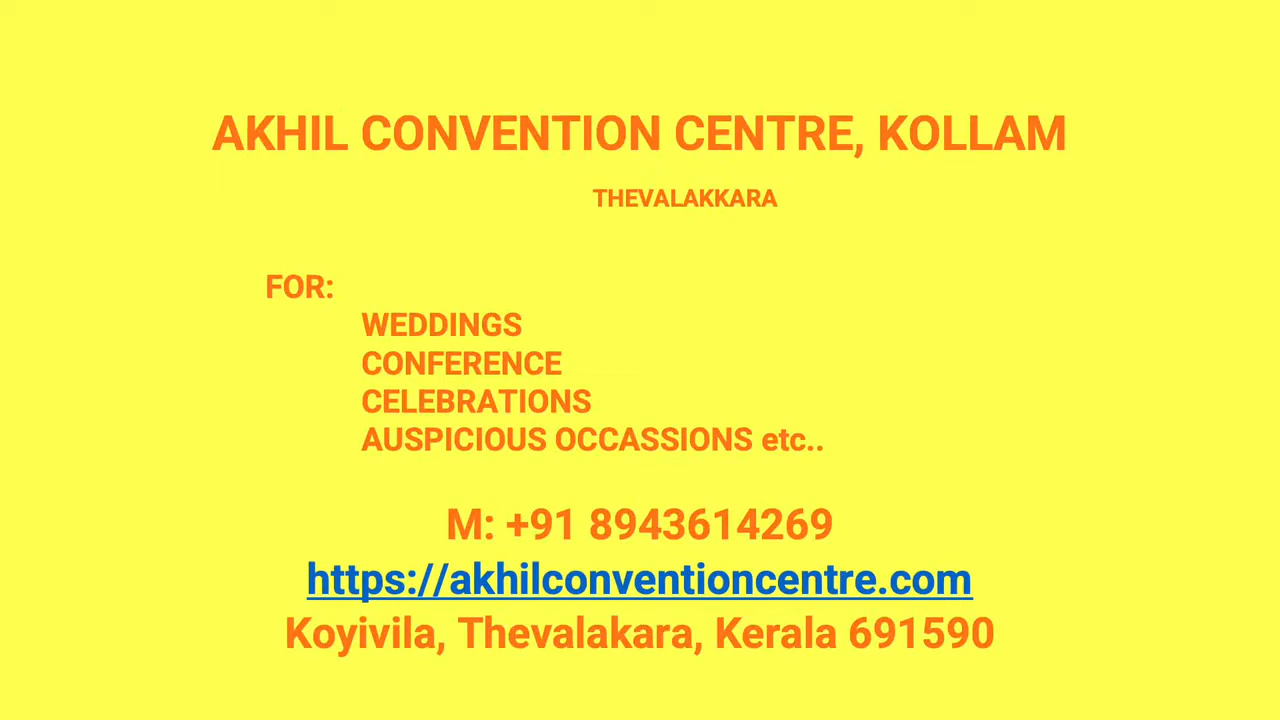 AKHIL CONVENTION CENTRE, KOLLAM
THEVALAKKARA
FOR:
WEDDINGS
CONFERENCE
CELEBRATIONS
AUSPICIOUS OCCASSIONS etc..
M: +91 8943614269
https://akhilconventioncentre.com
Koyivila, Thevalakara, Kerala 691590